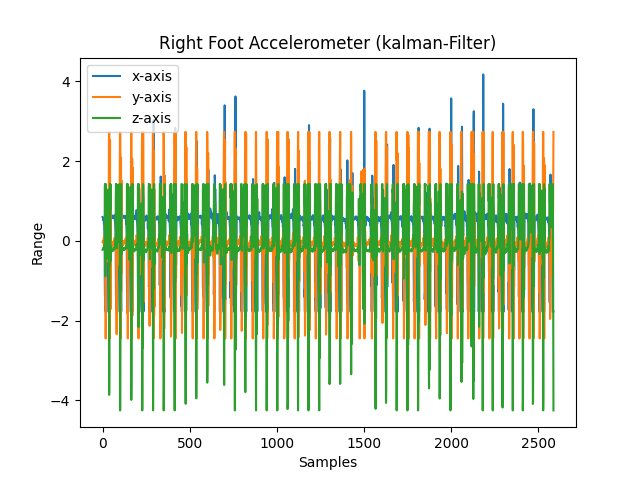 Right Foot Accelerometer (kalman-Filter)
x-axis
y-axis
z-axis
Range
4
2
0
−2
−4
0 500 1000 1500 2000 2500
Samples